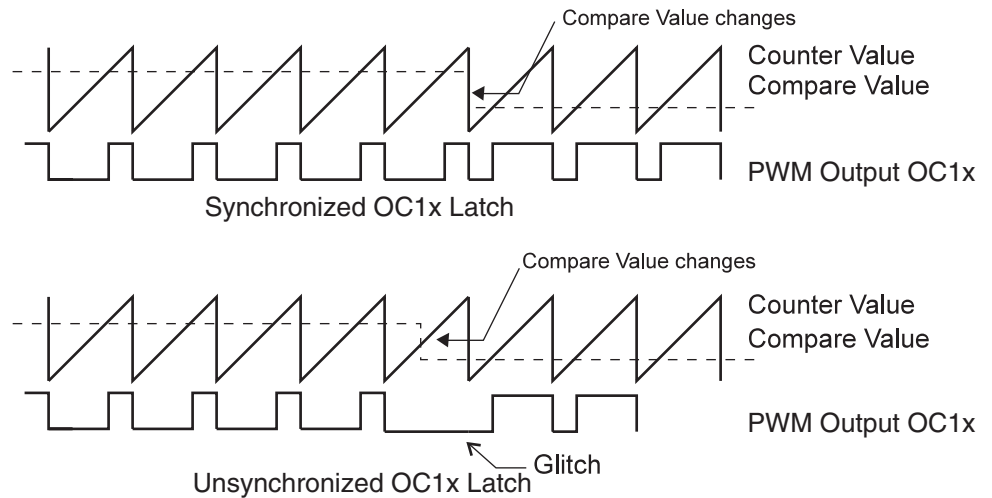 Compare Value changes
Counter Value
Compare Value
PWM Output OC1x
Synchronized OC1x Latch
Compare Value changes
Counter Value
Compare Value
PWM Output OC1x
Glitch
Unsynchronized OC1x Latch